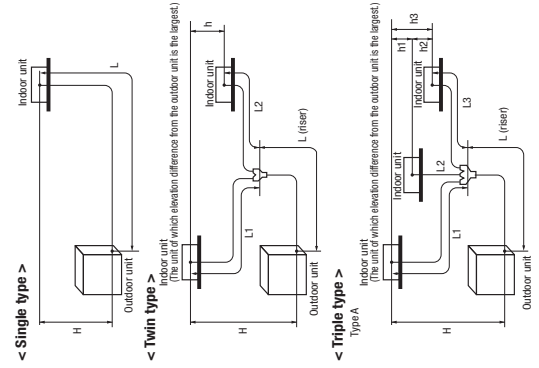 < Single type >
Indoor unit
H
L
Outdoor unit
< Twin type >
Indoor unit
(The unit of which elevation difference from the outdoor unit is the largest.)
h
Indoor unit
L1
L2
H
L (riser)
Outdoor unit
< Triple type >
Type A
Indoor unit
(The unit of which elevation difference from the outdoor unit is the largest.)
h3
h1
h2
Indoor unit
Indoor unit
L1
L2
L3
H
L (riser)
Outdoor unit